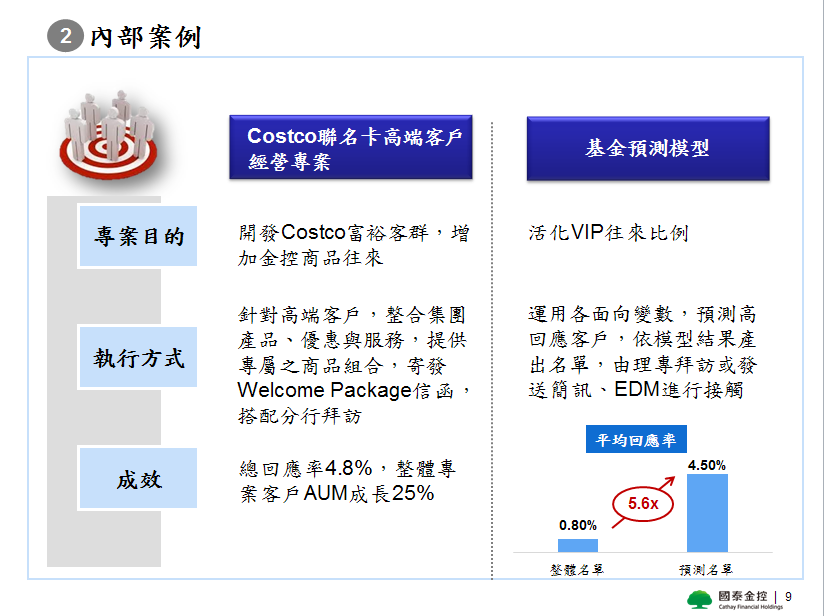 2 內部案例
Costco聯名卡高端客戶
經營專案
基金預測模型
專案目的
開發Costco富裕客群，增
加金控商品往來
活化VIP往來比例
執行方式
針對高端客戶，整合集團
產品、優惠與服務，提供
專屬之商品組合，寄發
Welcome Package信函，
搭配分行拜訪
運用各面向變數，預測高
回應客戶，依模型結果產
出名單，由理專拜訪或發
送簡訊、EDM進行接觸
成效
總回應率4.8%，整體專
案客戶AUM成長25%
平均回應率
4.50%
5.6x
0.80%
整體名單
預測名單
國泰金控
Cathay Financial Holdings
9